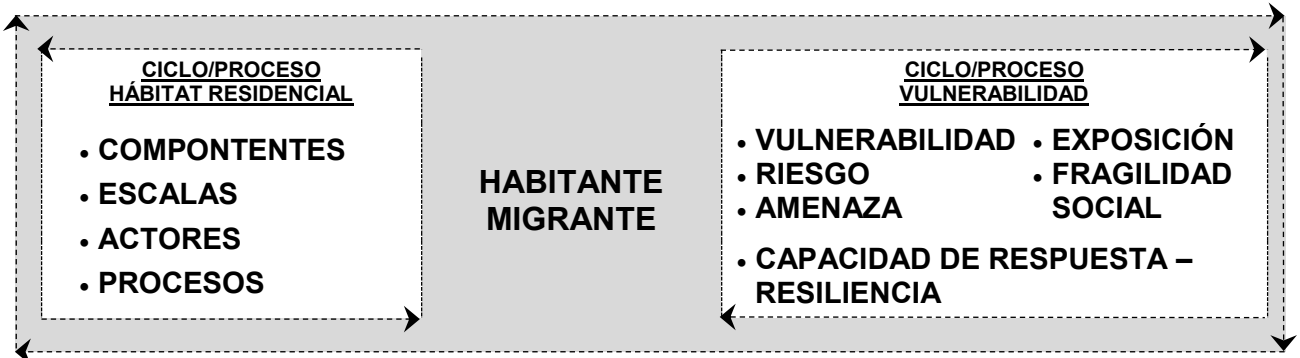 CICLO/PROCESO
HÁBITAT RESIDENCIAL
• COMPONTENTES
• ESCALAS
• ACTORES
• PROCESOS
HABITANTE
MIGRANTE
CICLO/PROCESO
VULNERABILIDAD
• VULNERABILIDAD
• RIESGO
• AMENAZA
• EXPOSICIÓN
• FRAGILIDAD
SOCIAL
• CAPACIDAD DE RESPUESTA –
RESILIENCIA